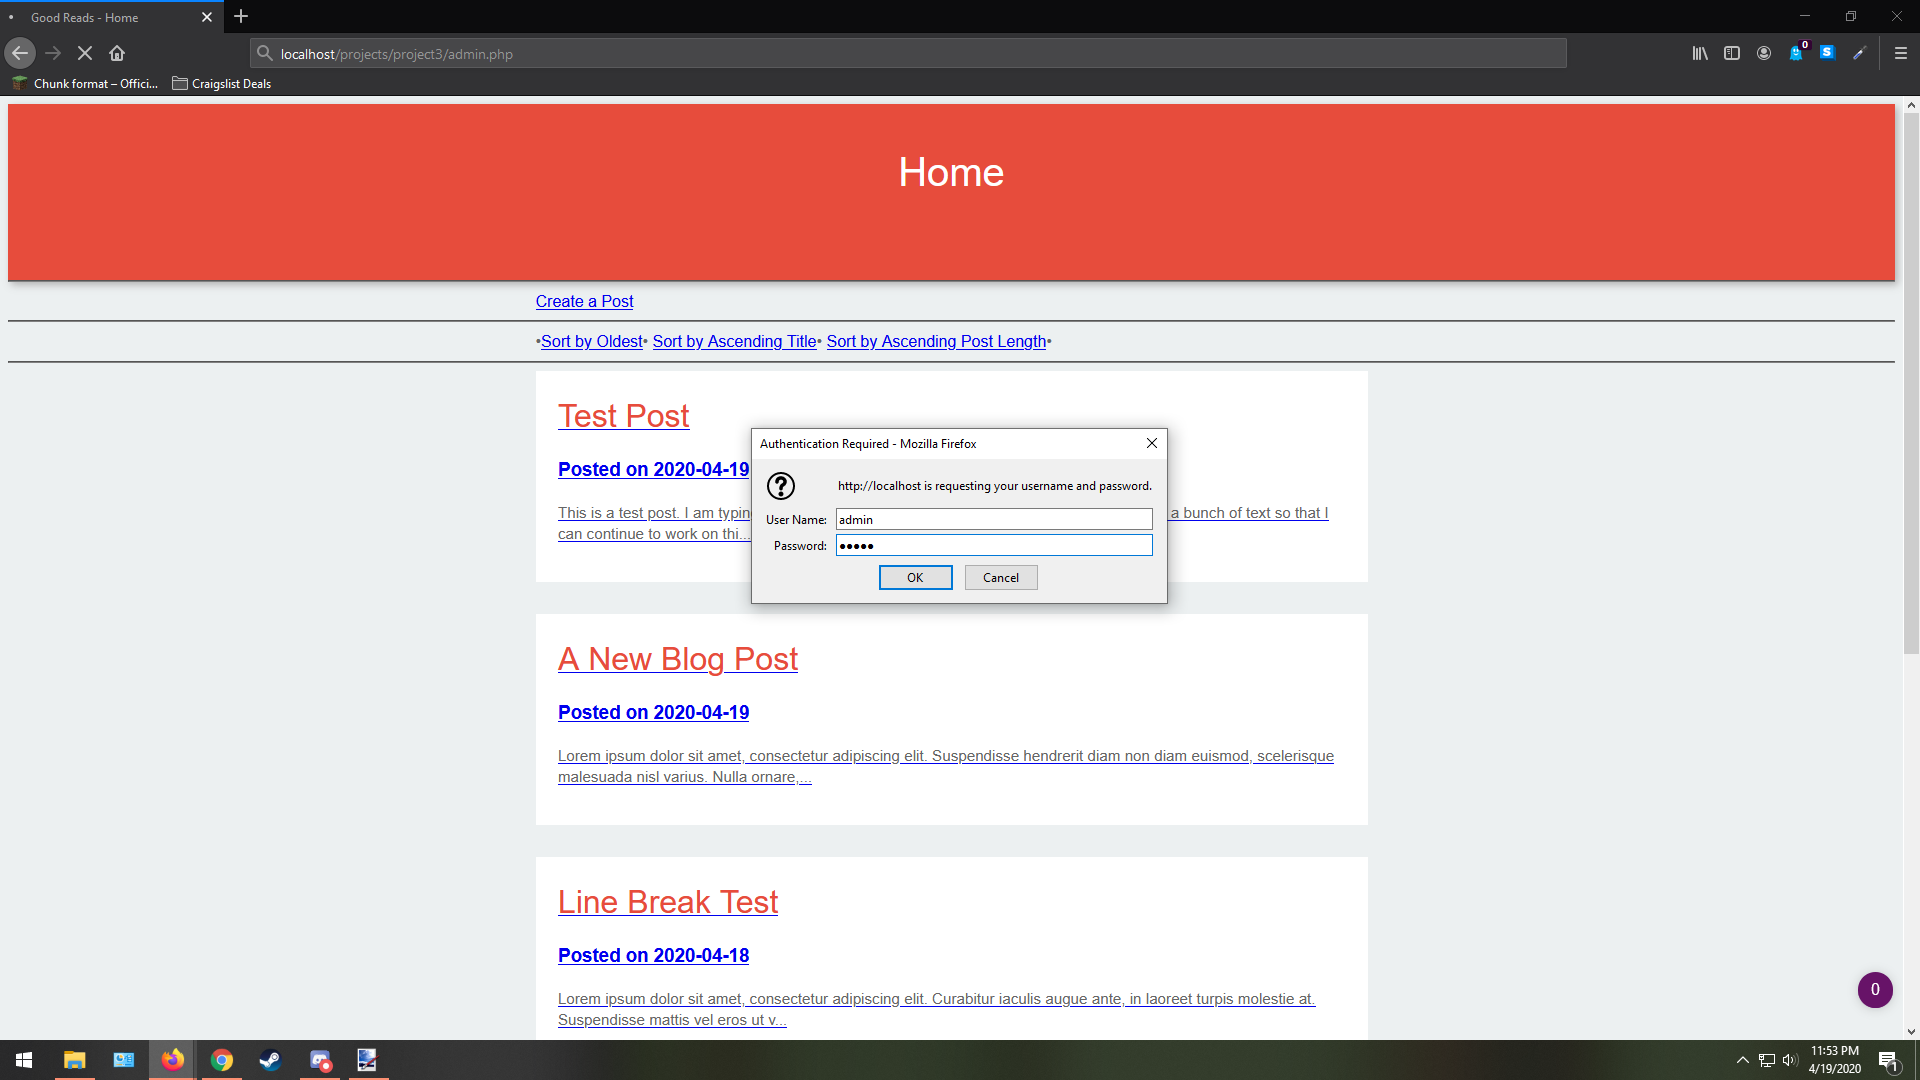 Good Reads - Home
localhost/projects/project3/admin.php
0
S
Chunk format – Offici...
Craigslist Deals
Home
Create a Post
•Sort by Oldest• Sort by Ascending Title• Sort by Ascending Post Length•
Test Post
Posted on 2020-04-19
This is a test post. I am typin
a bunch of text so that I
can continue to work on thi...
Authentication Required - Mozilla Firefox
?
http://localhost is requesting your username and password.
User Name: admin
Password: •••••
OK Cancel
A New Blog Post
Posted on 2020-04-19
Lorem ipsum dolor sit amet, consectetur adipiscing elit. Suspendisse hendrerit diam non diam euismod, scelerisque
malesuada nisl varius. Nulla ornare,...
Line Break Test
Posted on 2020-04-18
Lorem ipsum dolor sit amet, consectetur adipiscing elit. Curabitur iaculis augue ante, in laoreet turpis molestie at.
Suspendisse mattis vel eros ut v...
0
11:53 PM
4/19/2020
1